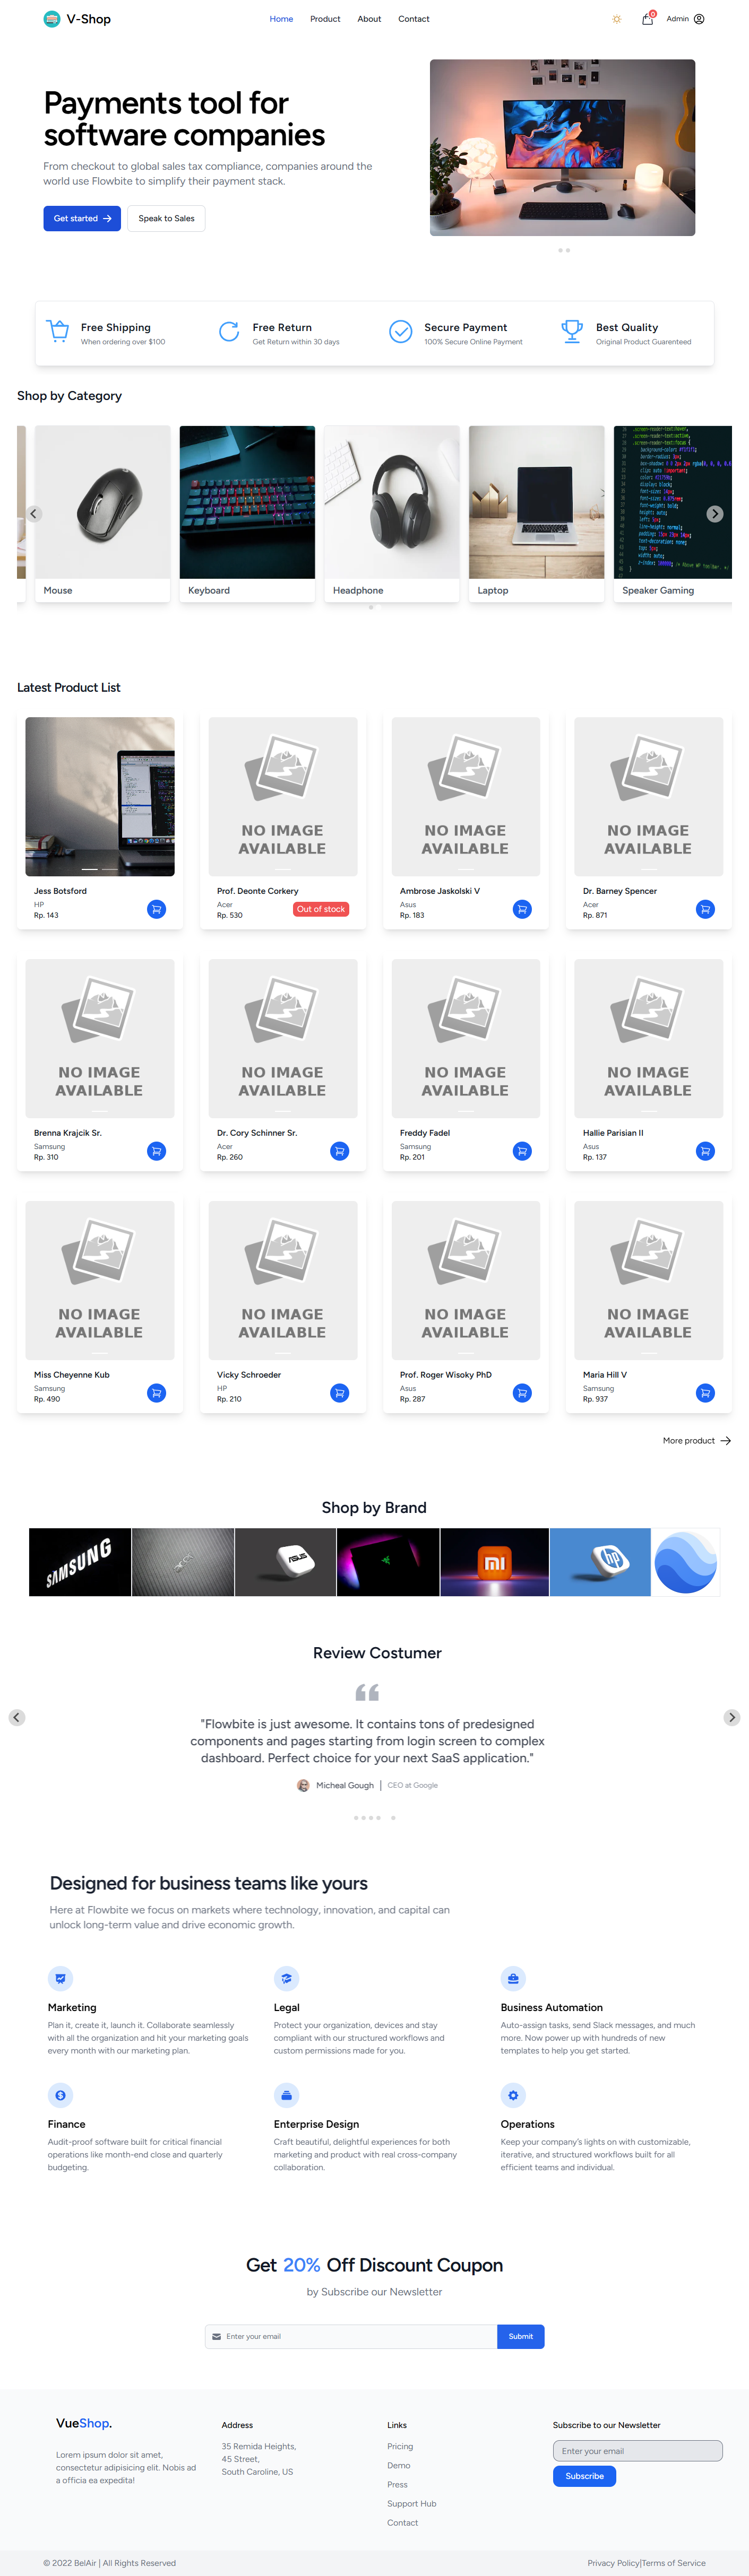 V-Shop
Home
Product
About
Contact
0
Admin
Payments tool for
software companies
From checkout to global sales tax compliance, companies around the
world use Flowbite to simplify their payment stack.
Get started
Speak to Sales
Free Shipping
When ordering over $100
Free Return
Get Return within 30 days
Secure Payment
100% Secure Online Payment
Best Quality
Original Product Guarenteed
Shop by Category
Mouse
Keyboard
Headphone
Laptop
Speaker Gaming
Latest Product List
NO IMAGE
AVAILABLE
NO IMAGE
AVAILABLE
NO IMAGE
AVAILABLE
Jess Botsford
HP
Rp. 143
Prof. Deonte Corkery
Acer
Rp. 530
Out of stock
Ambrose Jaskolski V
Asus
Rp. 183
Dr. Barney Spencer
Acer
Rp. 871
NO IMAGE
AVAILABLE
NO IMAGE
AVAILABLE
NO IMAGE
AVAILABLE
NO IMAGE
AVAILABLE
Brenna Krajcik Sr.
Samsung
Rp. 310
Dr. Cory Schinner Sr.
Acer
Rp. 260
Freddy Fadel
Samsung
Rp. 201
Hallie Parisian II
Asus
Rp. 137
NO IMAGE
AVAILABLE
NO IMAGE
AVAILABLE
NO IMAGE
AVAILABLE
NO IMAGE
AVAILABLE
Miss Cheyenne Kub
Samsung
Rp. 490
Vicky Schroeder
HP
Rp. 210
Prof. Roger Wisoky PhD
Asus
Rp. 287
Maria Hill V
Samsung
Rp. 937
More product
Shop by Brand
SAMSUNG
ASUS
mi
hp
Review Costumer
"Flowbite is just awesome. It contains tons of predesigned
components and pages starting from login screen to complex
dashboard. Perfect choice for your next SaaS application."
Micheal Gough
CEO at Google
Designed for business teams like yours
Here at Flowbite we focus on markets where technology, innovation, and capital can
unlock long-term value and drive economic growth.
Marketing
Plan it, create it, launch it. Collaborate seamlessly
with all the organization and hit your marketing goals
every month with our marketing plan.
Legal
Protect your organization, devices and stay
compliant with our structured workflows and
custom permissions made for you.
Business Automation
Auto-assign tasks, send Slack messages, and much
more. Now power up with hundreds of new
templates to help you get started.
Finance
Audit-proof software built for critical financial
operations like month-end close and quarterly
budgeting.
Enterprise Design
Craft beautiful, delightful experiences for both
marketing and product with real cross-company
collaboration.
Operations
Keep your company's lights on with customizable,
iterative, and structured workflows built for all
efficient teams and individual.
Get 20% Off Discount Coupon
by Subscribe our Newsletter
Enter your email
Submit
VueShop.
Lorem ipsum dolor sit amet,
consectetur adipisicing elit. Nobis ad
a officia ea expedita!
Address
35 Remida Heights,
45 Street,
South Caroline, US
Links
Pricing
Demo
Press
Support Hub
Contact
Subscribe to our Newsletter
Enter your email
Subscribe
© 2022 BelAir | All Rights Reserved
Privacy Policy|Terms of Service